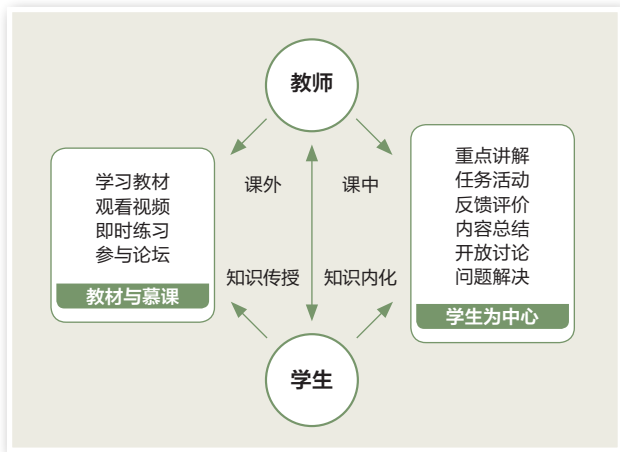 教师
课外
课中
学习教材
观看视频
即时练习
参与论坛
教材与慕课
重点讲解
任务活动
反馈评价
内容总结
开放讨论
问题解决
学生为中心
知识传授
知识内化
学生